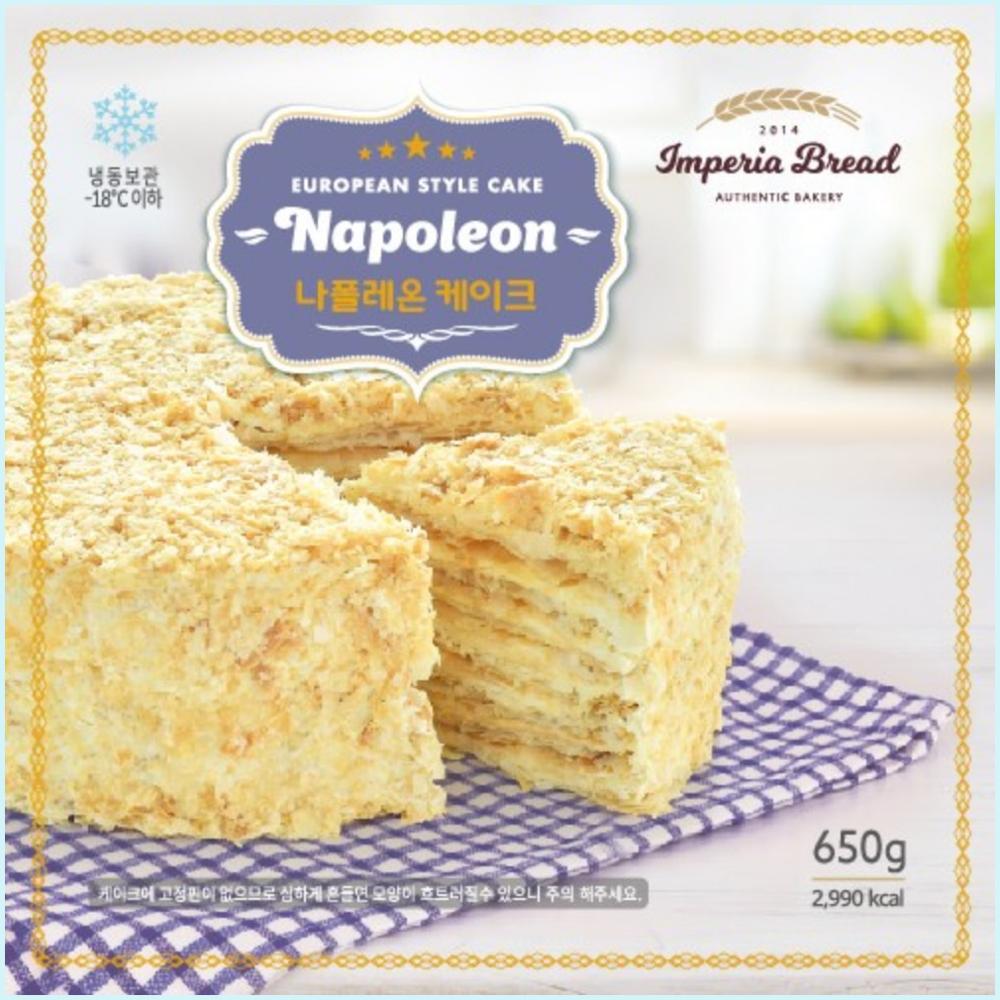 냉동보관
-18℃ 이하
EUROPEAN STYLE CAKE
Napoleon
나폴레온 케이크
2014
Imperia Bread
AUTHENTIC BAKERY
650g
2,990 kcal
케이크에 고정핀이 없으므로 심하게 흔들면 모양이 흐트러질수 있으니 주의 해주세요.